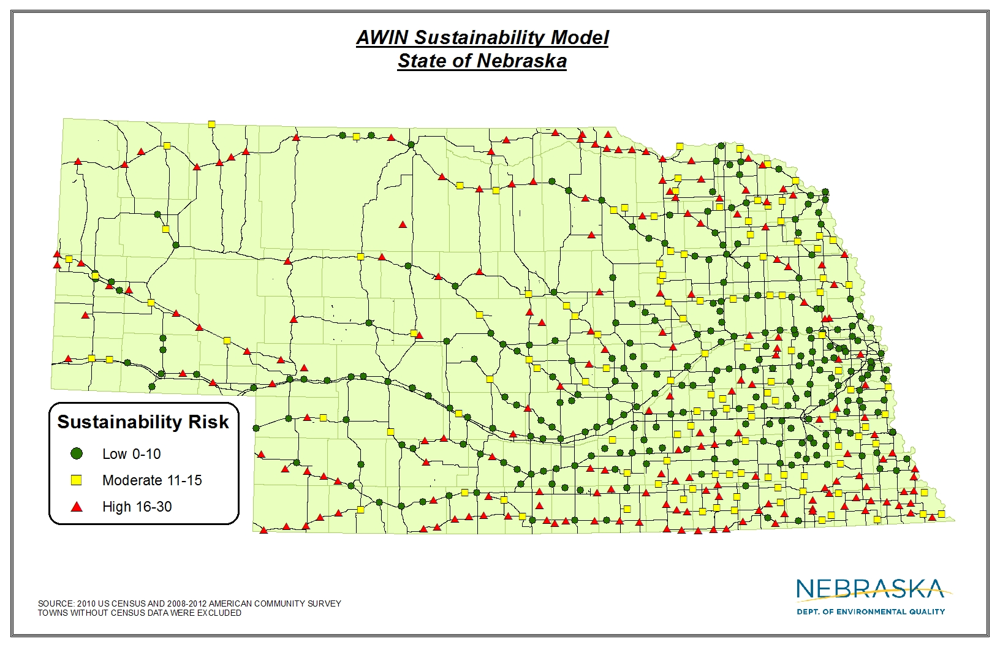 AWIN Sustainability Model
State of Nebraska
Sustainability Risk
Low 0-10
Moderate 11-15
High 16-30
SOURCE: 2010 US CENSUS AND 2008-2012 AMERICAN COMMUNITY SURVEY
TOWNS WITHOUT CENSUS DATA WERE EXCLUDED
NEBRASKA
DEPT. OF ENVIRONMENTAL QUALITY